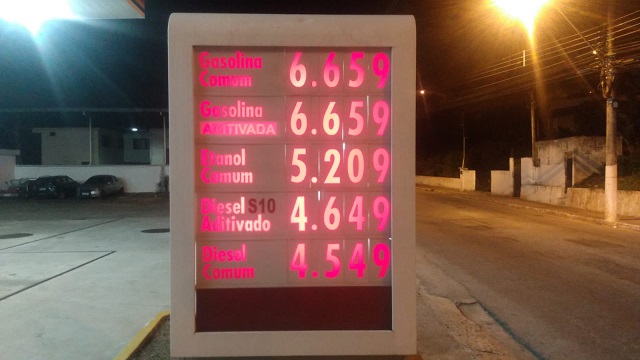 Gasolina 6.659
Comum
Gasolina 6.659
ADITIVADA
Etanol 5.209
Comum
Diesel S10 4.649
Aditivado
Diesel 4.549
Comum